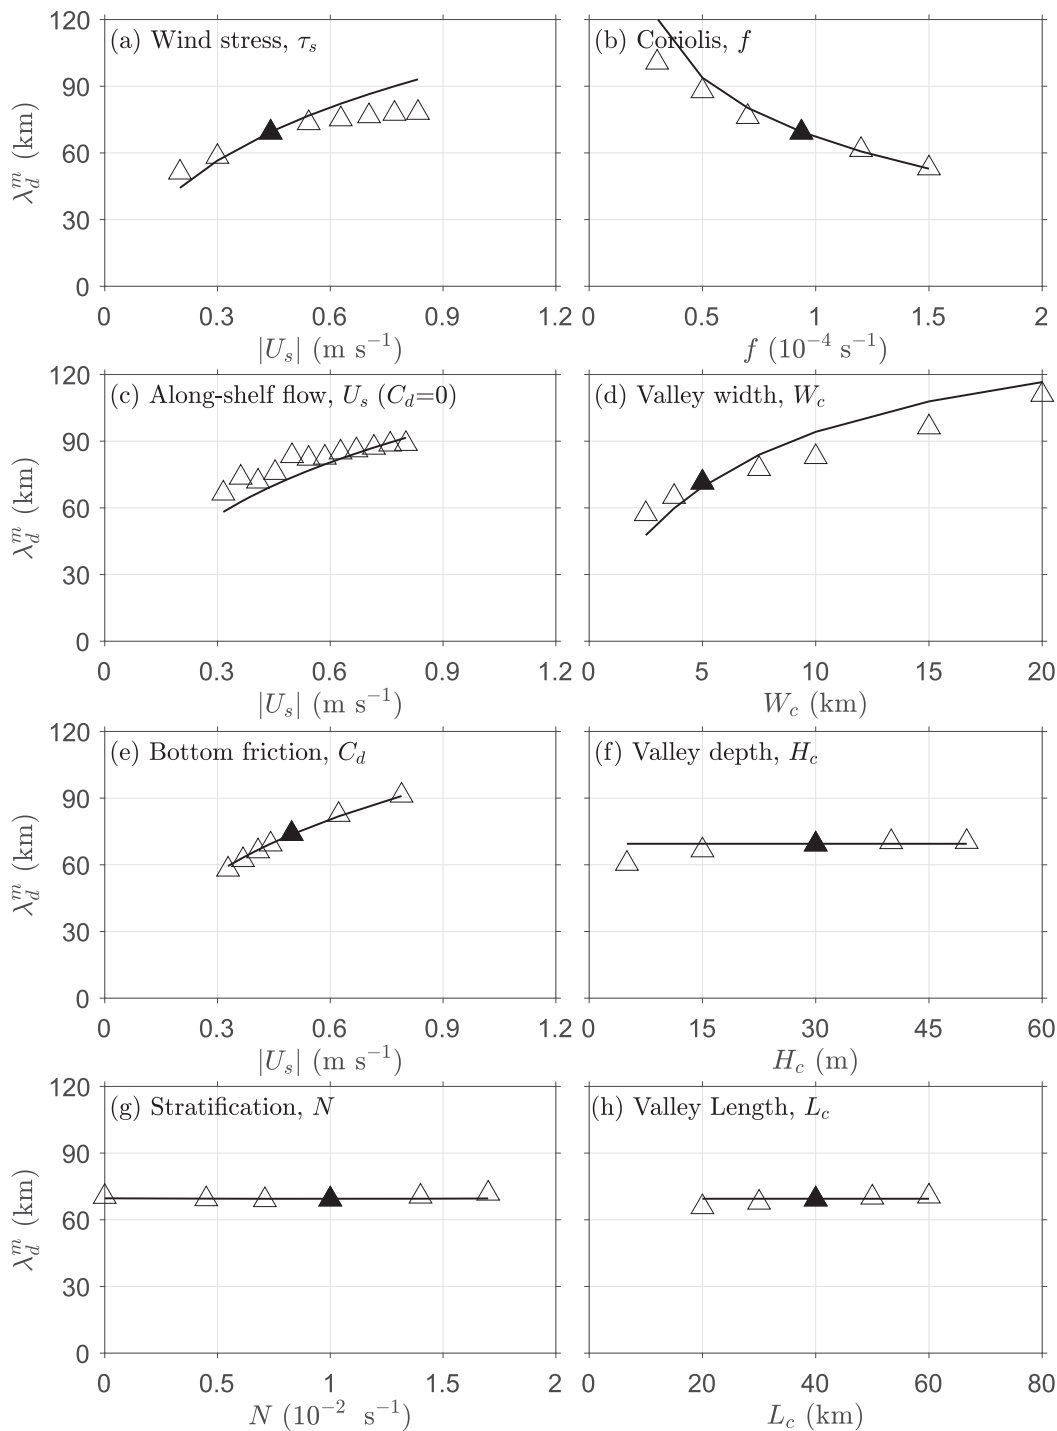 (a) Wind stress, τₛ
(b) Coriolis, f
120
90
60
30
0
λ_d^m (km)
0 0.3 0.6 0.9 1.2
0 0.5 1 1.5 2
|Uₛ| (m s⁻¹)
f (10⁻⁴ s⁻¹)
(c) Along-shelf flow, Uₛ (C_d=0)
(d) Valley width, W_c
120
90
60
30
0
λ_d^m (km)
0 0.3 0.6 0.9 1.2
0 5 10 15 20
|Uₛ| (m s⁻¹)
W_c (km)
(e) Bottom friction, C_d
(f) Valley depth, H_c
120
90
60
30
0
λ_d^m (km)
0 0.3 0.6 0.9 1.2
0 15 30 45 60
|Uₛ| (m s⁻¹)
H_c (m)
(g) Stratification, N
(h) Valley Length, L_c
120
90
60
30
0
λ_d^m (km)
0 0.5 1 1.5 2
0 20 40 60 80
N (10⁻² s⁻¹)
L_c (km)